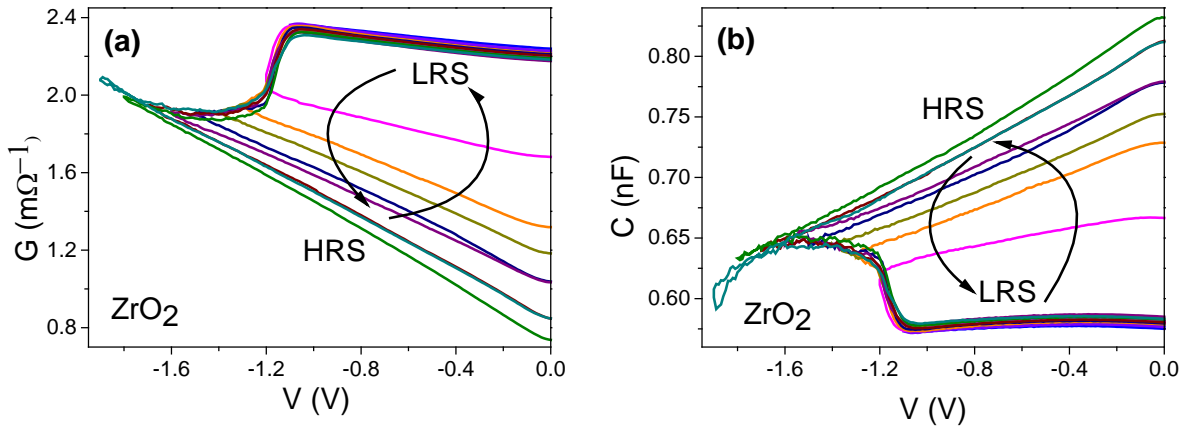 (a)
G (mΩ⁻¹)
2.4
2.0
1.6
1.2
0.8
LRS
HRS
ZrO₂
-1.6
-1.2
-0.8
-0.4
0.0
V (V)
(b)
C (nF)
0.80
0.75
0.70
0.65
0.60
HRS
LRS
ZrO₂
-1.6
-1.2
-0.8
-0.4
0.0
V (V)